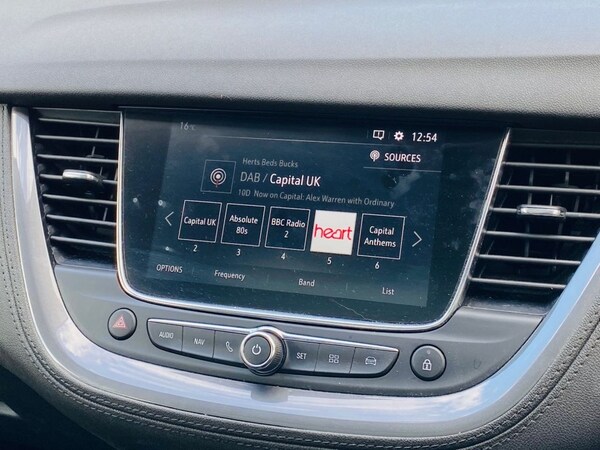 16°C
12:54
Herts Beds Bucks
SOURCES
DAB / Capital UK
10D Now on Capital: Alex Warren with Ordinary
Capital UK
Absolute
80s
BBC Radio
2
heart
Capital
Anthems
2 3 4 5 6
OPTIONS Frequency Band List
AUDIO NAV SET